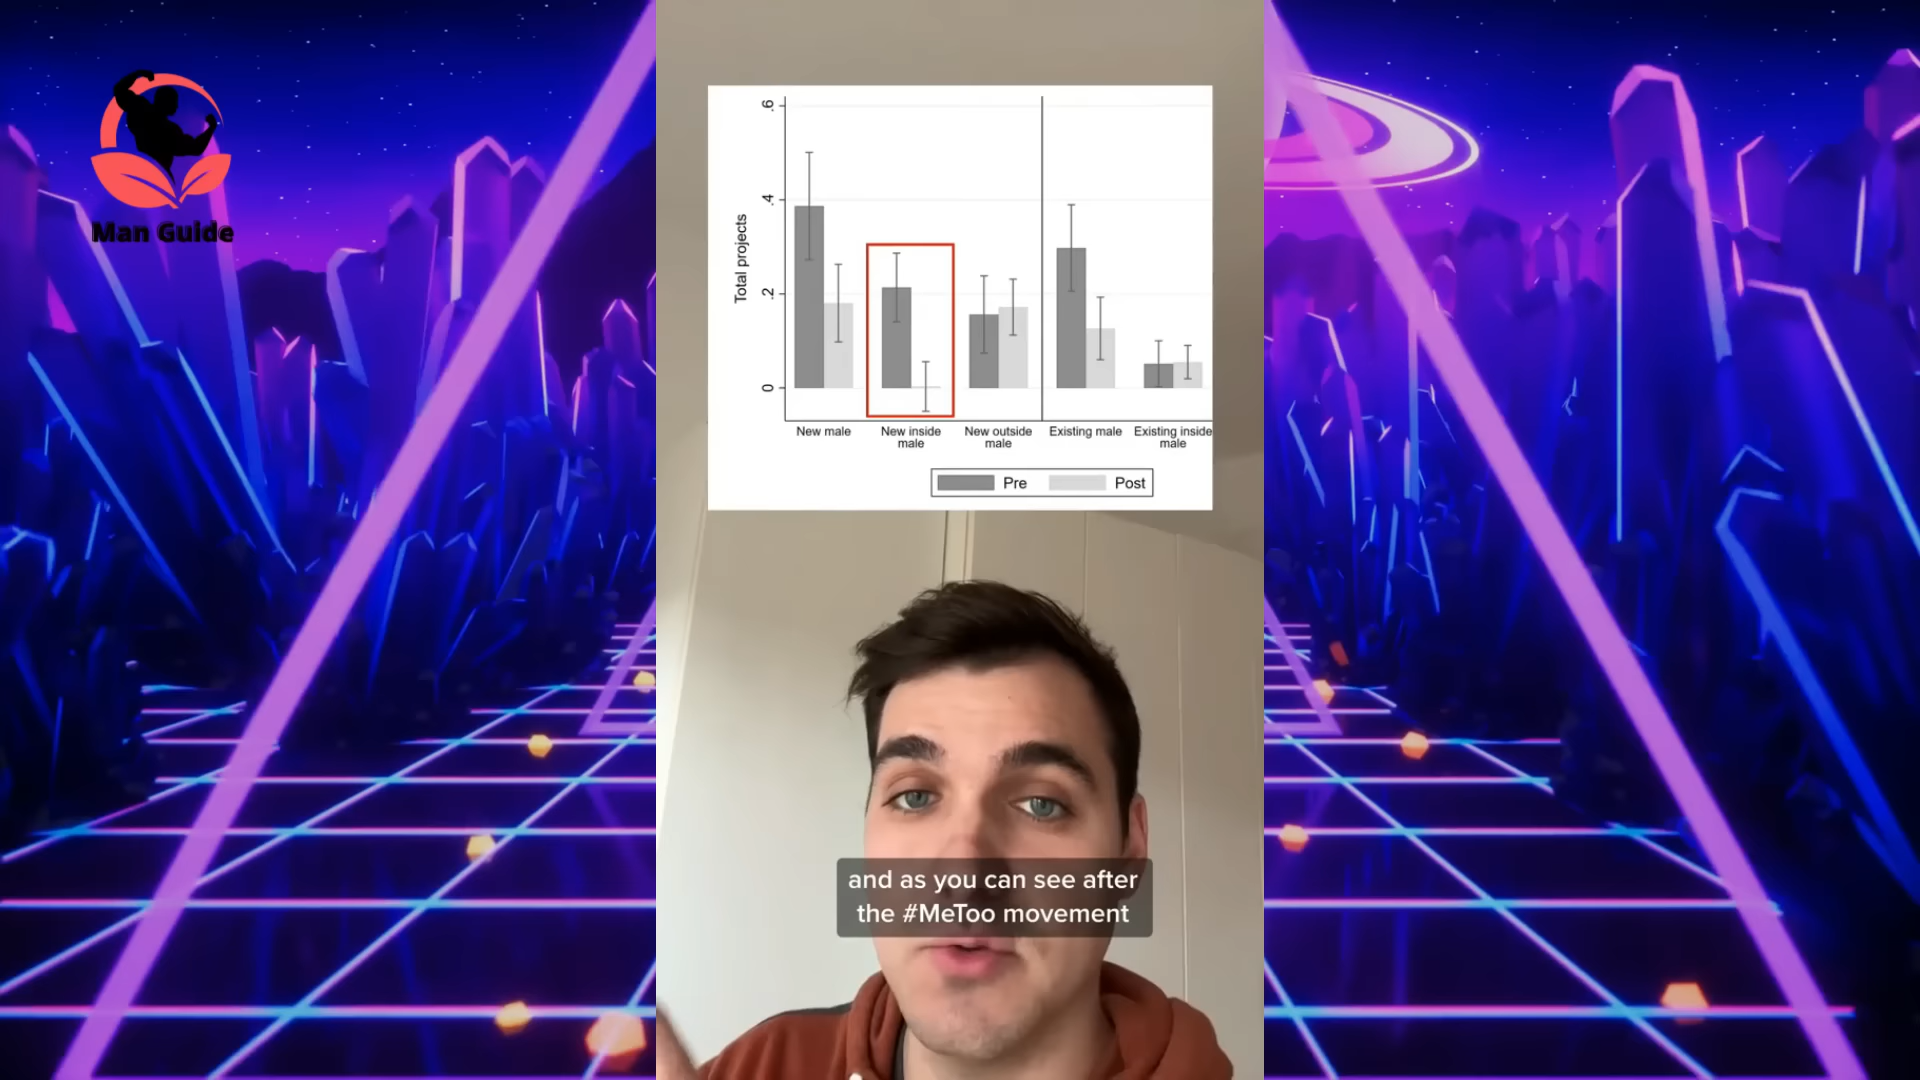 Man Guide
Total projects
.6
.4
.2
0
New male
New inside
male
New outside
male
Existing male
Existing inside
male
Pre
Post
and as you can see after
the #MeToo movement